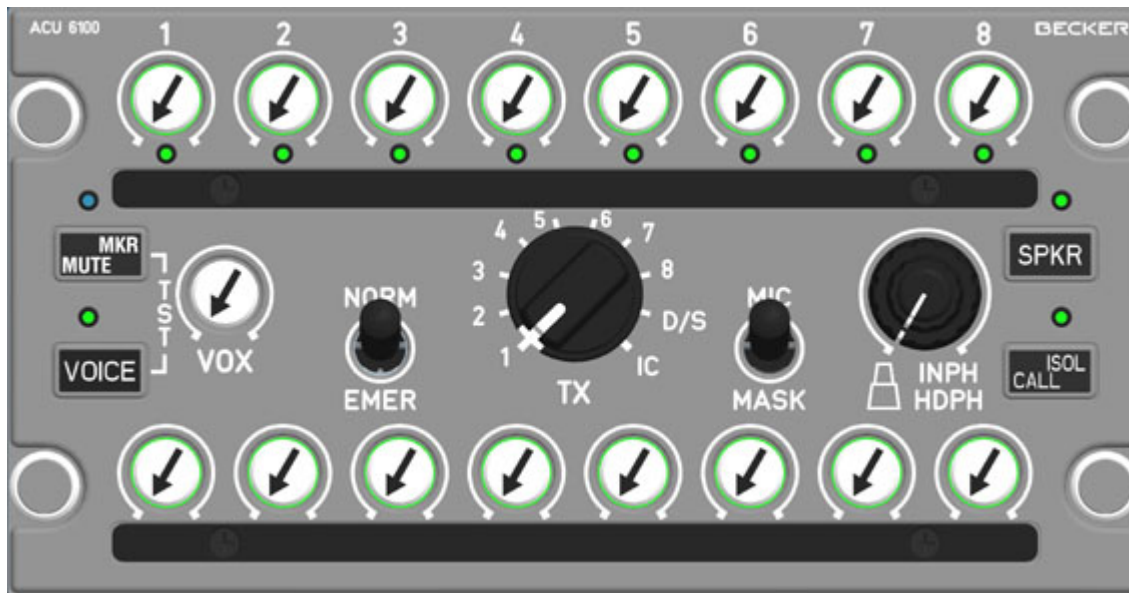 ACU 6100
BECKER
1 2 3 4 5 6 7 8
MKR
MUTE
TST
VOICE
VOX
NORM
EMER
1 2 3 4 5 6 7 8 D/S IC
TX
MIC
MASK
INPH
HDPH
SPKR
ISOL
CALL